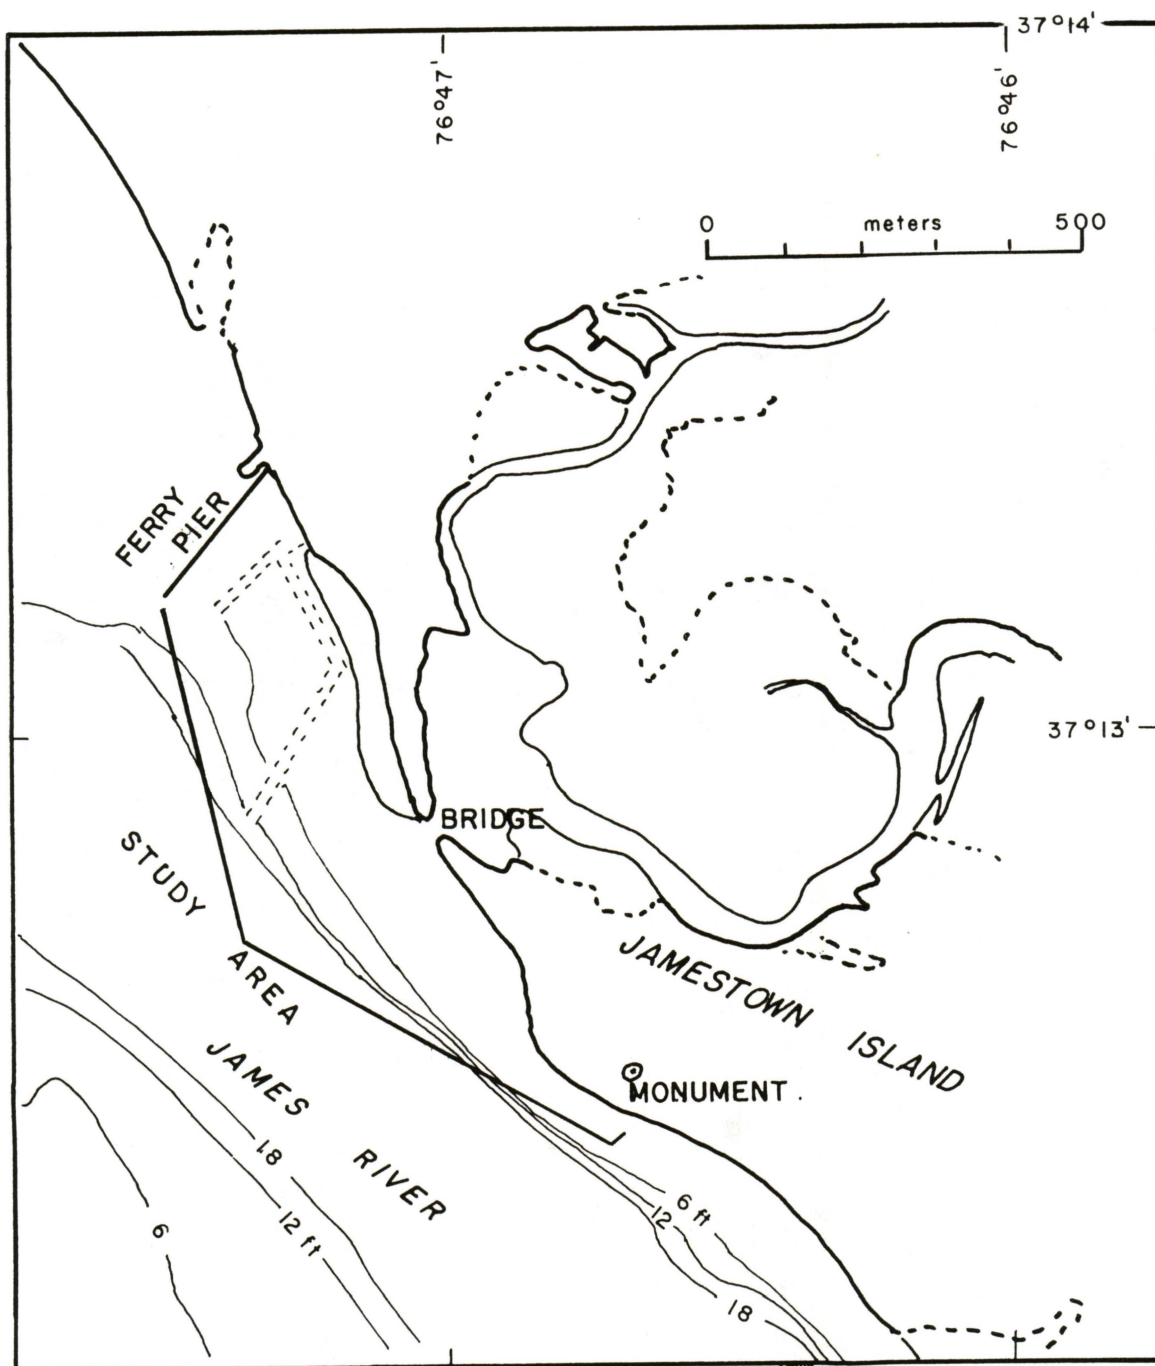 37°14'
76°47'
76°46'
0 meters 500
FERRY
PIER
37°13'
BRIDGE
STUDY AREA
JAMESTOWN ISLAND
MONUMENT.
JAMES RIVER
18
12 ft
6
6 ft
12
18